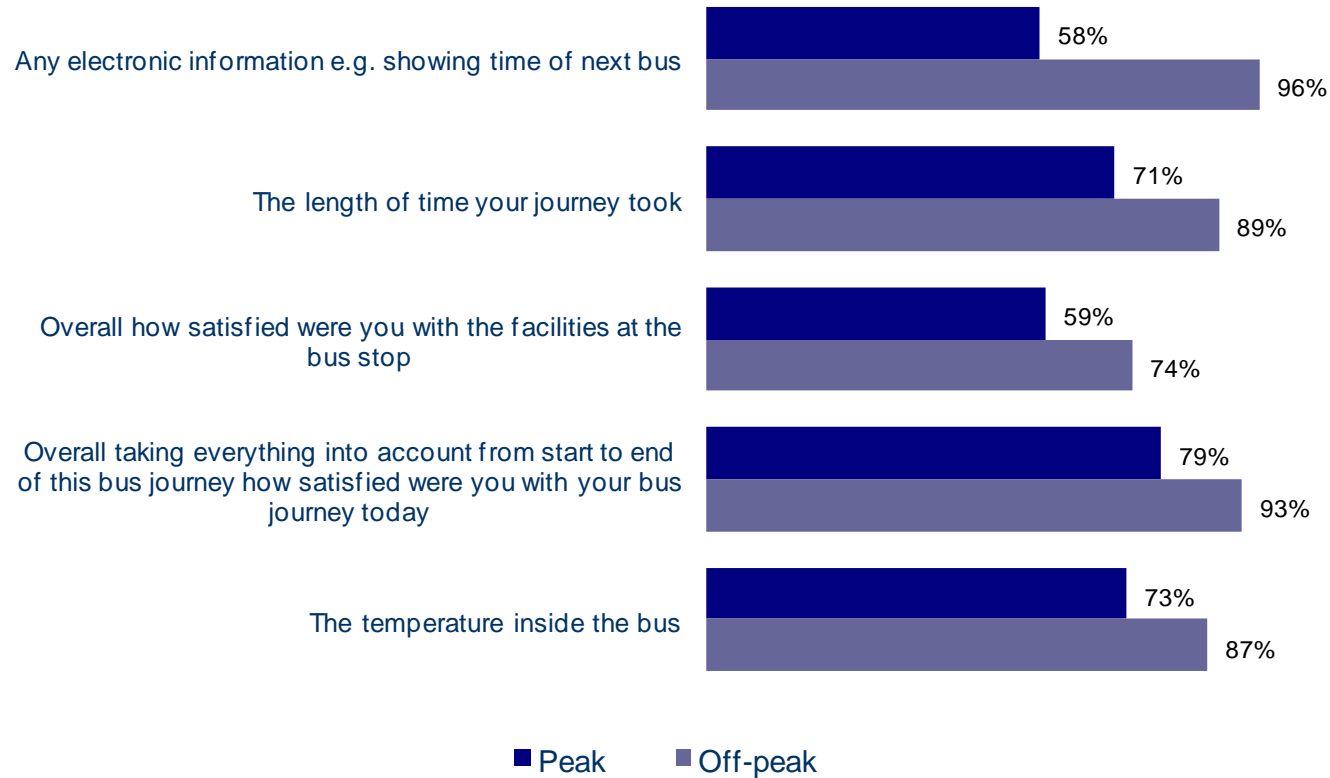 58%
Any electronic information e.g. showing time of next bus
96%
71%
The length of time your journey took
89%
59%
Overall how satisfied were you with the facilities at the
bus stop
74%
Overall taking everything into account from start to end
79%
of this bus journey how satisfied were you with your bus
journey today
93%
73%
The temperature inside the bus
87%
Peak
Off-peak